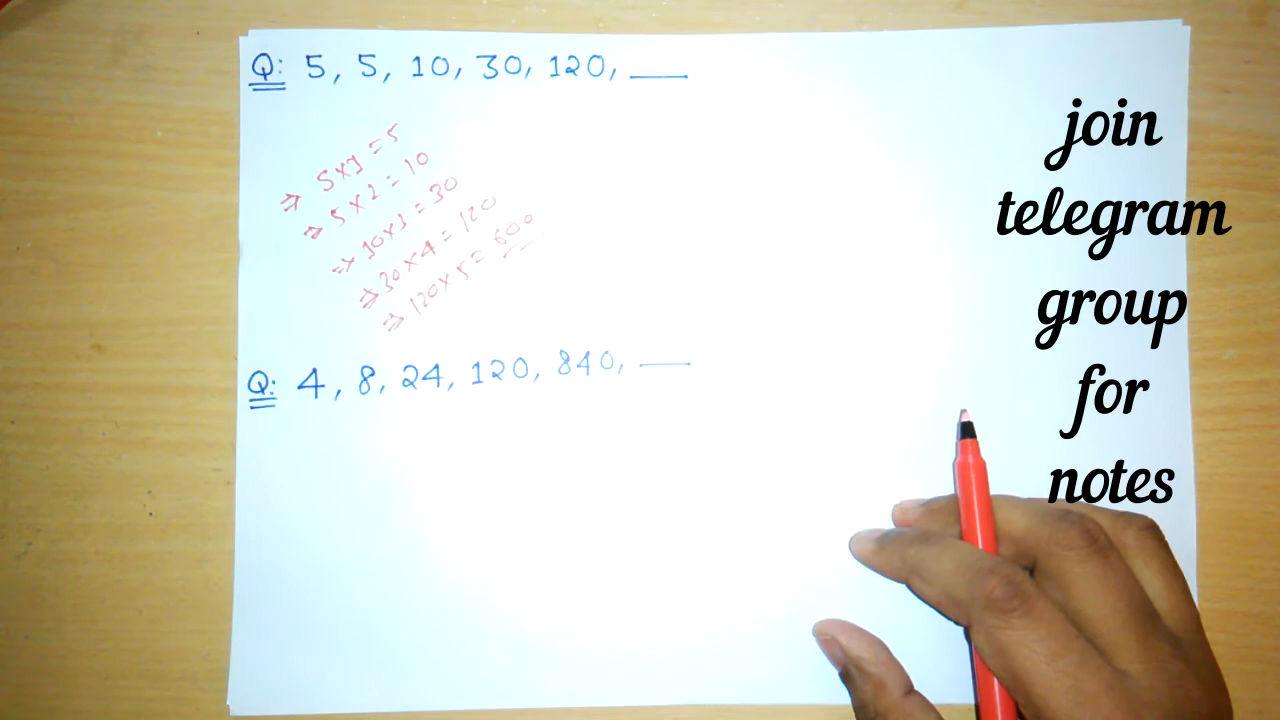 Q: 5, 5, 10, 30, 120, ___
⇒ 5×1 = 5
⇒ 5×2 = 10
⇒ 10×3 = 30
⇒ 30×4 = 120
⇒ 120×5 = 600
Q: 4, 8, 24, 120, 840, ___
join
telegram
group
for
notes